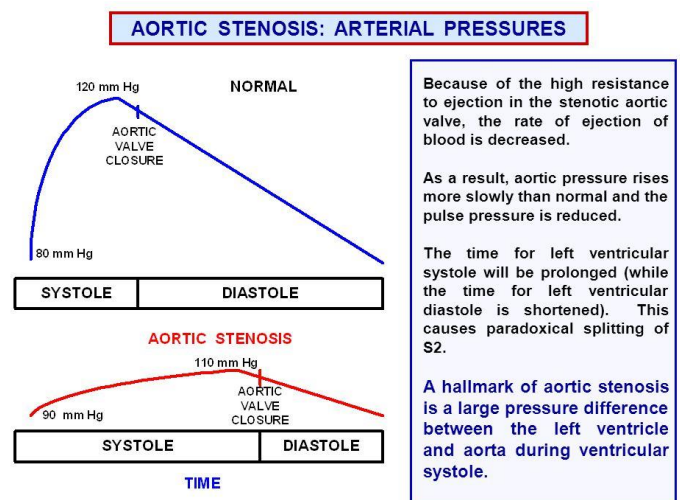 AORTIC STENOSIS: ARTERIAL PRESSURES
120 mm Hg
NORMAL
AORTIC
VALVE
CLOSURE
80 mm Hg
SYSTOLE
DIASTOLE
AORTIC STENOSIS
110 mm Hg
AORTIC
VALVE
CLOSURE
90 mm Hg
SYSTOLE
DIASTOLE
TIME
Because of the high resistance
to ejection in the stenotic aortic
valve, the rate of ejection of
blood is decreased.
As a result, aortic pressure rises
more slowly than normal and the
pulse pressure is reduced.
The time for left ventricular
systole will be prolonged (while
the time for left ventricular
diastole is shortened). This
causes paradoxical splitting of
S2.
A hallmark of aortic stenosis
is a large pressure difference
between the left ventricle
and aorta during ventricular
systole.